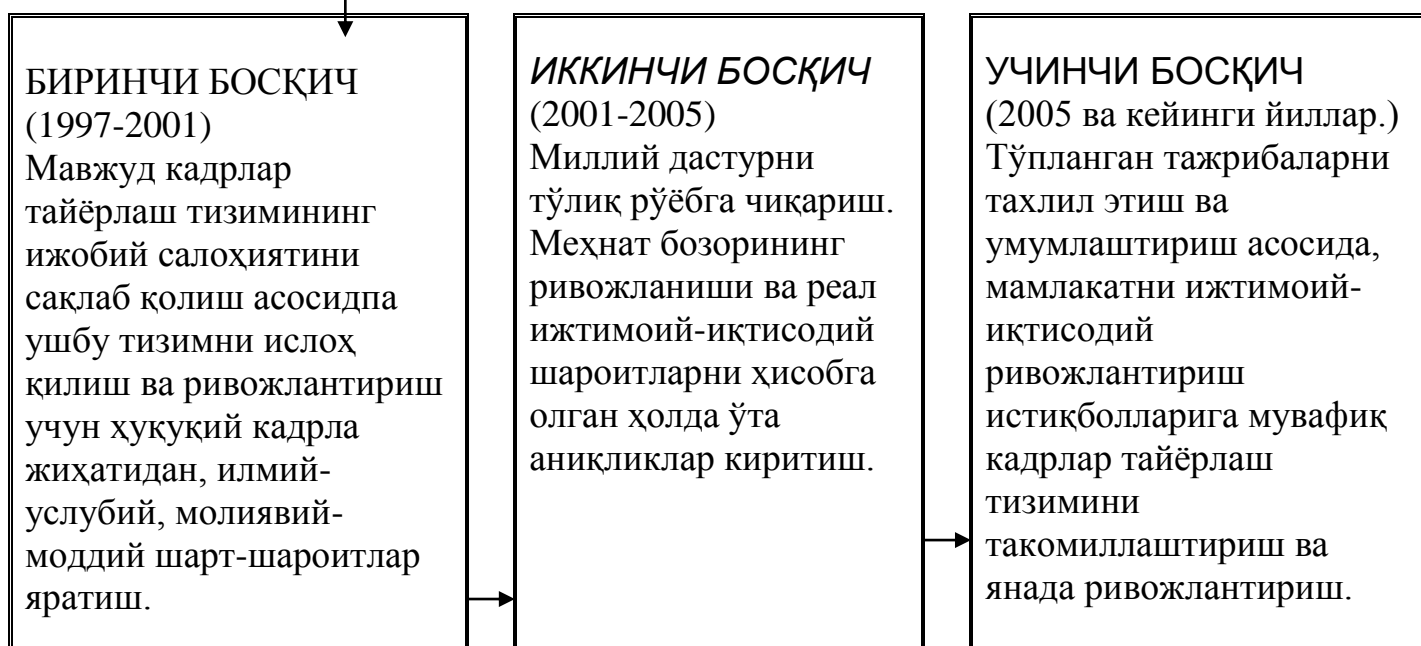 БИРИНЧИ БОСҚИЧ
(1997-2001)
Мавжуд кадрлар
тайёрлаш тизимининг
ижобий салоҳиятини
сақлаб қолиш асосидпа
ушбу тизимни ислоҳ
қилиш ва ривожлантириш
учун ҳуқуқий кадрла
жиҳатидан, илмий-
услубий, молиявий-
моддий шарт-шароитлар
яратиш.
ИККИНЧИ БОСҚИЧ
(2001-2005)
Миллий дастурни
тўлиқ рўёбга чиқариш.
Меҳнат бозорининг
ривожланиши ва реал
ижтимоий-иқтисодий
шароитларни ҳисобга
олган ҳолда ўта
аниқликлар киритиш.
УЧИНЧИ БОСҚИЧ
(2005 ва кейинги йиллар.)
Тўпланган тажрибаларни
тахлил этиш ва
умумлаштириш асосида,
мамлакатни ижтимоий-
иқтисодий
ривожлантириш
истиқболларига мувафиқ
кадрлар тайёрлаш
тизимини
такомиллаштириш ва
янада ривожлантириш.